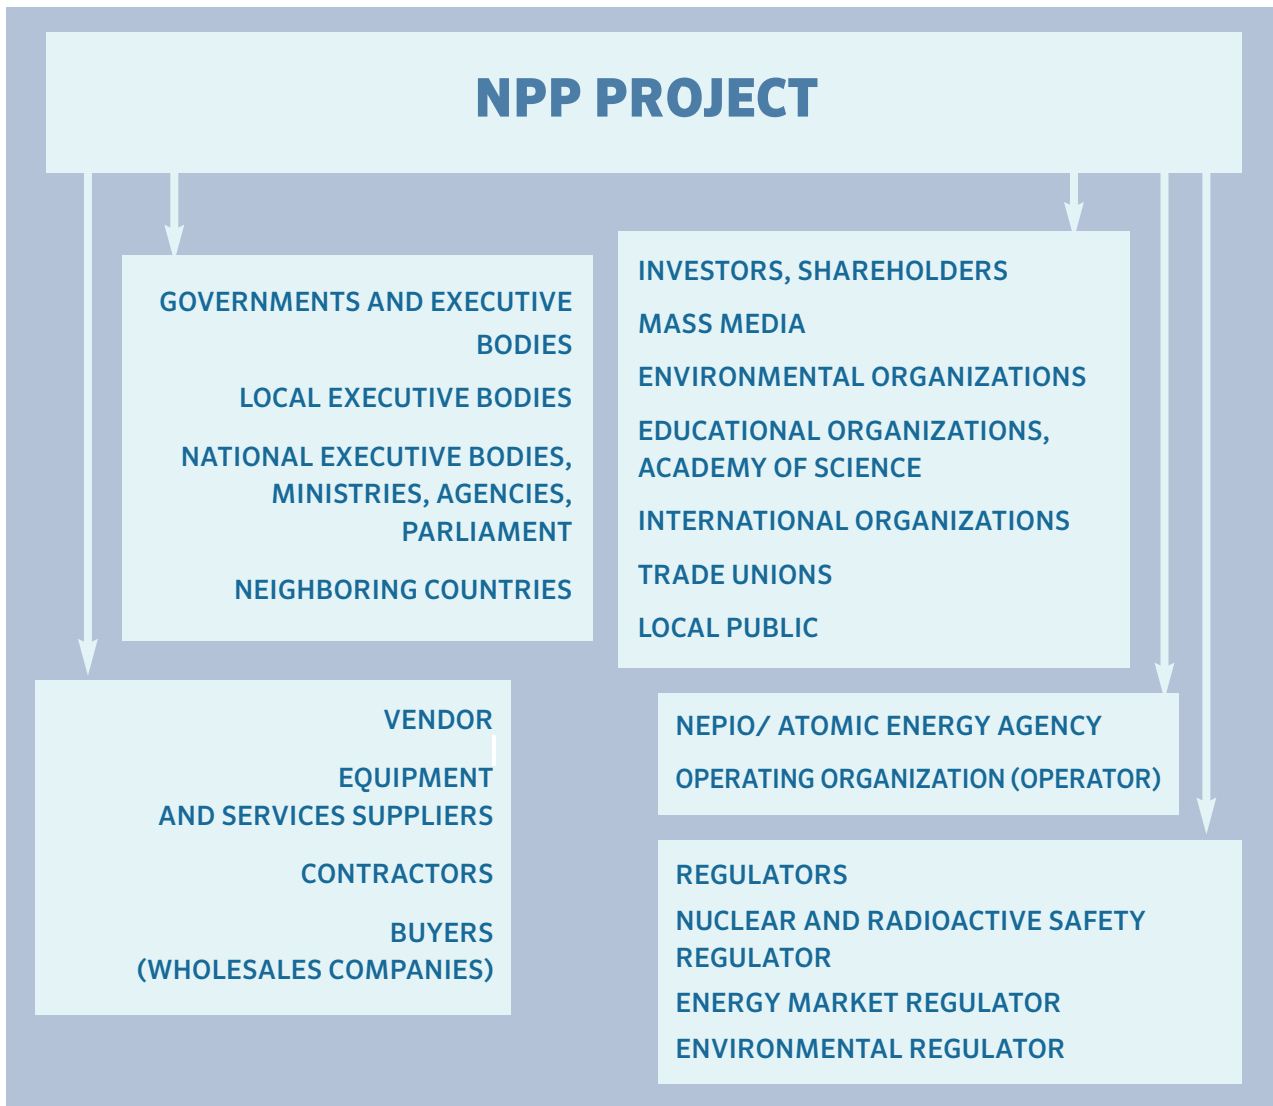 NPP PROJECT
GOVERNMENTS AND EXECUTIVE
BODIES
LOCAL EXECUTIVE BODIES
NATIONAL EXECUTIVE BODIES,
MINISTRIES, AGENCIES,
PARLIAMENT
NEIGHBORING COUNTRIES
INVESTORS, SHAREHOLDERS
MASS MEDIA
ENVIRONMENTAL ORGANIZATIONS
EDUCATIONAL ORGANIZATIONS,
ACADEMY OF SCIENCE
INTERNATIONAL ORGANIZATIONS
TRADE UNIONS
LOCAL PUBLIC
VENDOR
EQUIPMENT
AND SERVICES SUPPLIERS
CONTRACTORS
BUYERS
(WHOLESALES COMPANIES)
NEPIO/ ATOMIC ENERGY AGENCY
OPERATING ORGANIZATION (OPERATOR)
REGULATORS
NUCLEAR AND RADIOACTIVE SAFETY
REGULATOR
ENERGY MARKET REGULATOR
ENVIRONMENTAL REGULATOR